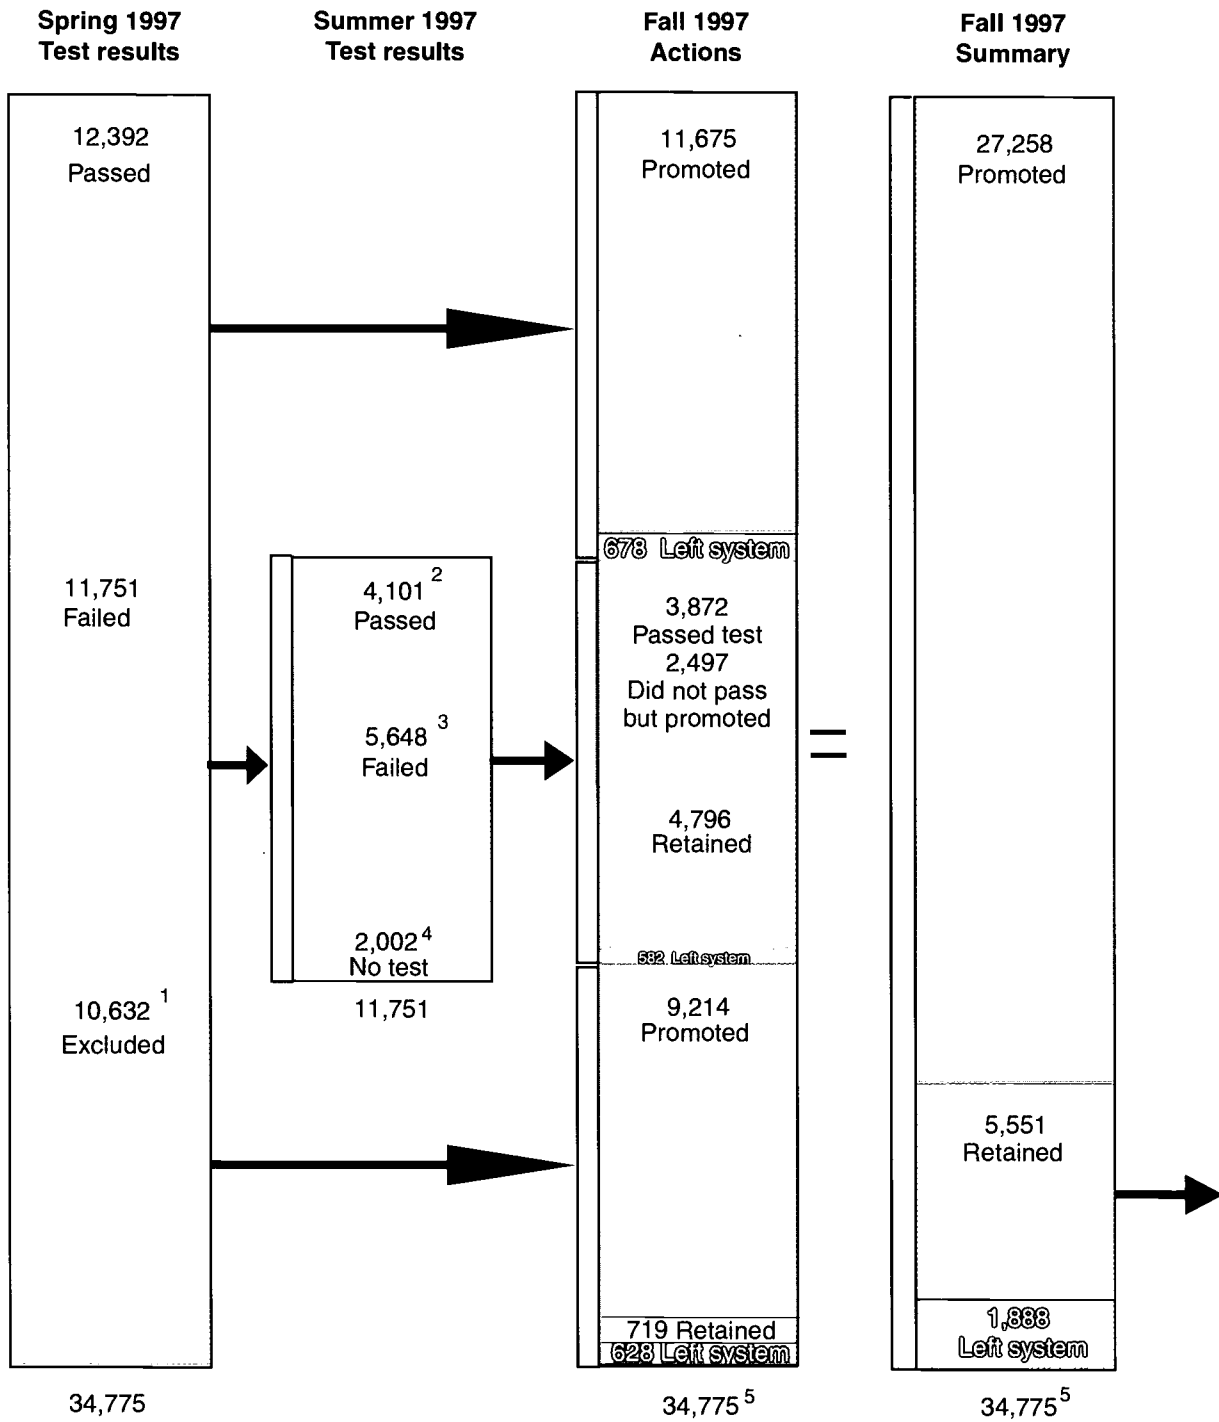 Spring 1997
Test results
Summer 1997
Test results
Fall 1997
Actions
Fall 1997
Summary
12,392
Passed
11,751
Failed
10,632 1
Excluded
34,775
4,101 2
Passed
5,648 3
Failed
2,002 4
No test
11,751
11,675
Promoted
678 Left system
3,872
Passed test
2,497
Did not pass
but promoted
4,796
Retained
582 Left system
9,214
Promoted
719 Retained
628 Left system
34,775 5
=
27,258
Promoted
5,551
Retained
1,888
Left system
34,775 5